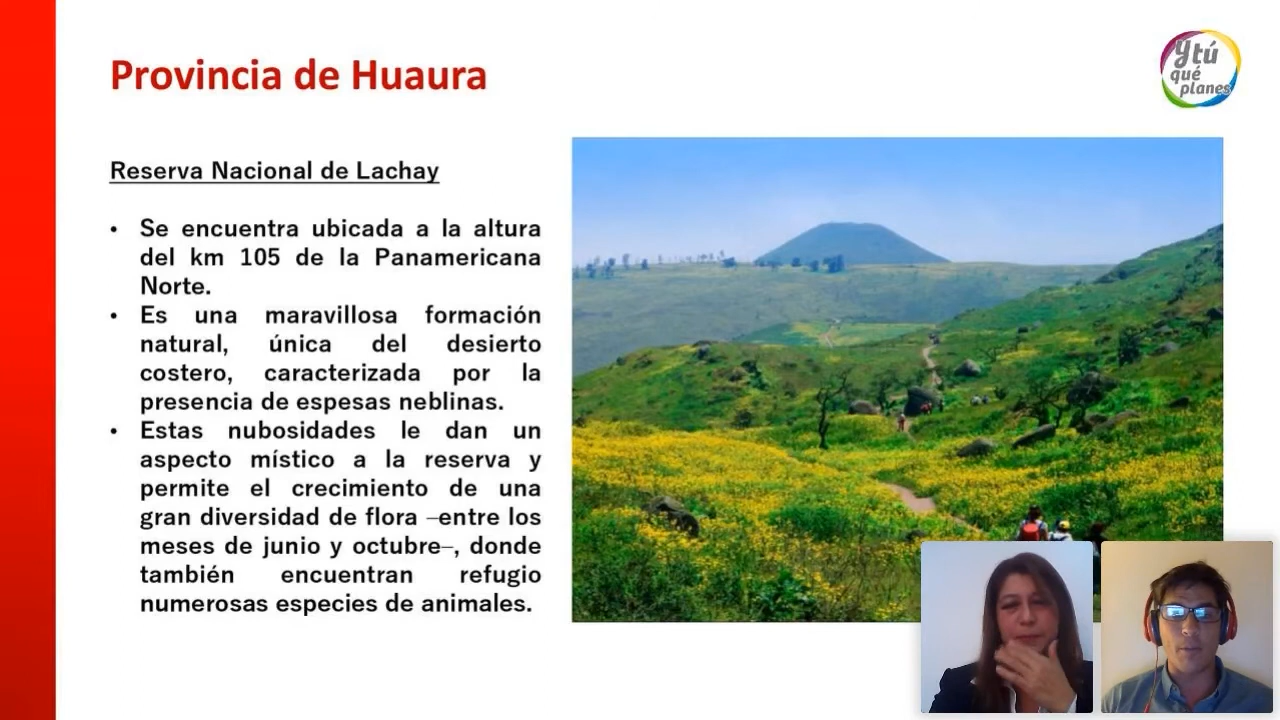 Provincia de Huaura
Ytú
qué
planes
Reserva Nacional de Lachay
• Se encuentra ubicada a la altura
del km 105 de la Panamericana
Norte.
• Es una maravillosa formación
natural, única del desierto
costero, caracterizada por la
presencia de espesas neblinas.
• Estas nubosidades le dan un
aspecto místico a la reserva y
permite el crecimiento de una
gran diversidad de flora –entre los
meses de junio y octubre–, donde
también encuentran refugio
numerosas especies de animales.